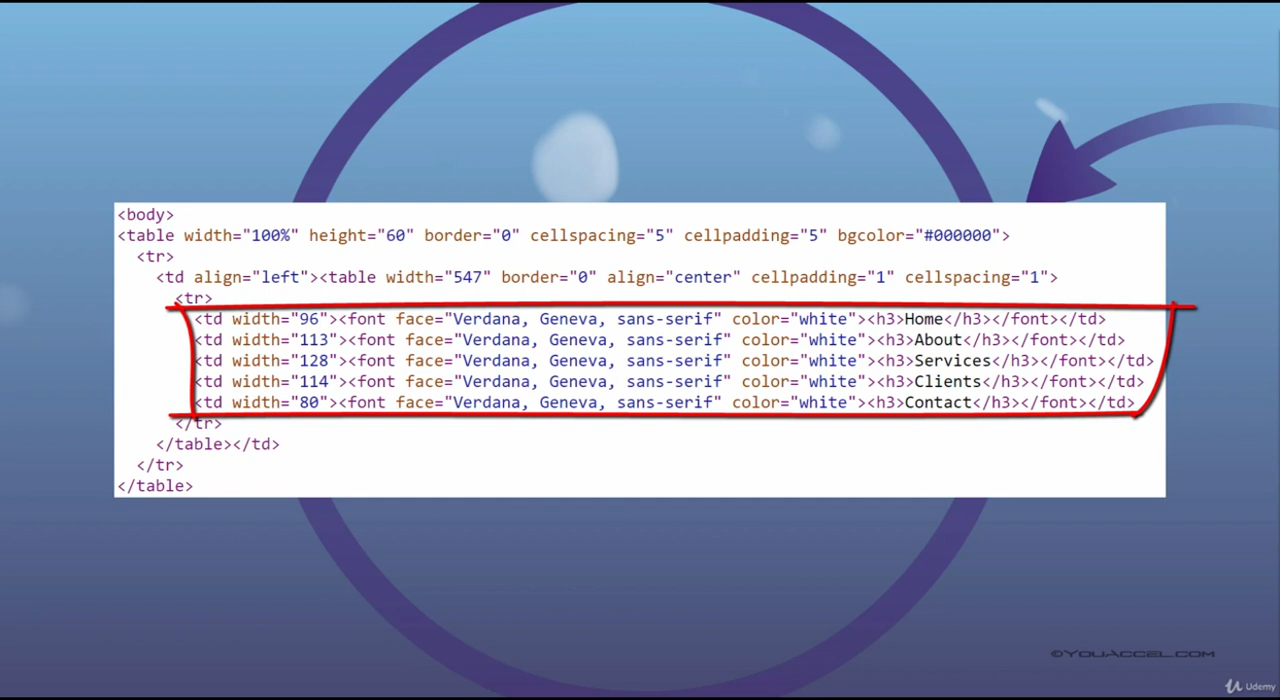 <body>
<table width="100%" height="60" border="0" cellspacing="5" cellpadding="5" bgcolor="#000000">
<tr>
<td align="left"><table width="547" border="0" align="center" cellpadding="1" cellspacing="1">
<tr>
<td width="96"><font face="Verdana, Geneva, sans-serif" color="white"><h3>Home</h3></font></td>
<td width="113"><font face="Verdana, Geneva, sans-serif" color="white"><h3>About</h3></font></td>
<td width="128"><font face="Verdana, Geneva, sans-serif" color="white"><h3>Services</h3></font></td>
<td width="114"><font face="Verdana, Geneva, sans-serif" color="white"><h3>Clients</h3></font></td>
<td width="80"><font face="Verdana, Geneva, sans-serif" color="white"><h3>Contact</h3></font></td>
</tr>
</table></td>
</tr>
</table>
©YOUACCEL.COM
Udemy